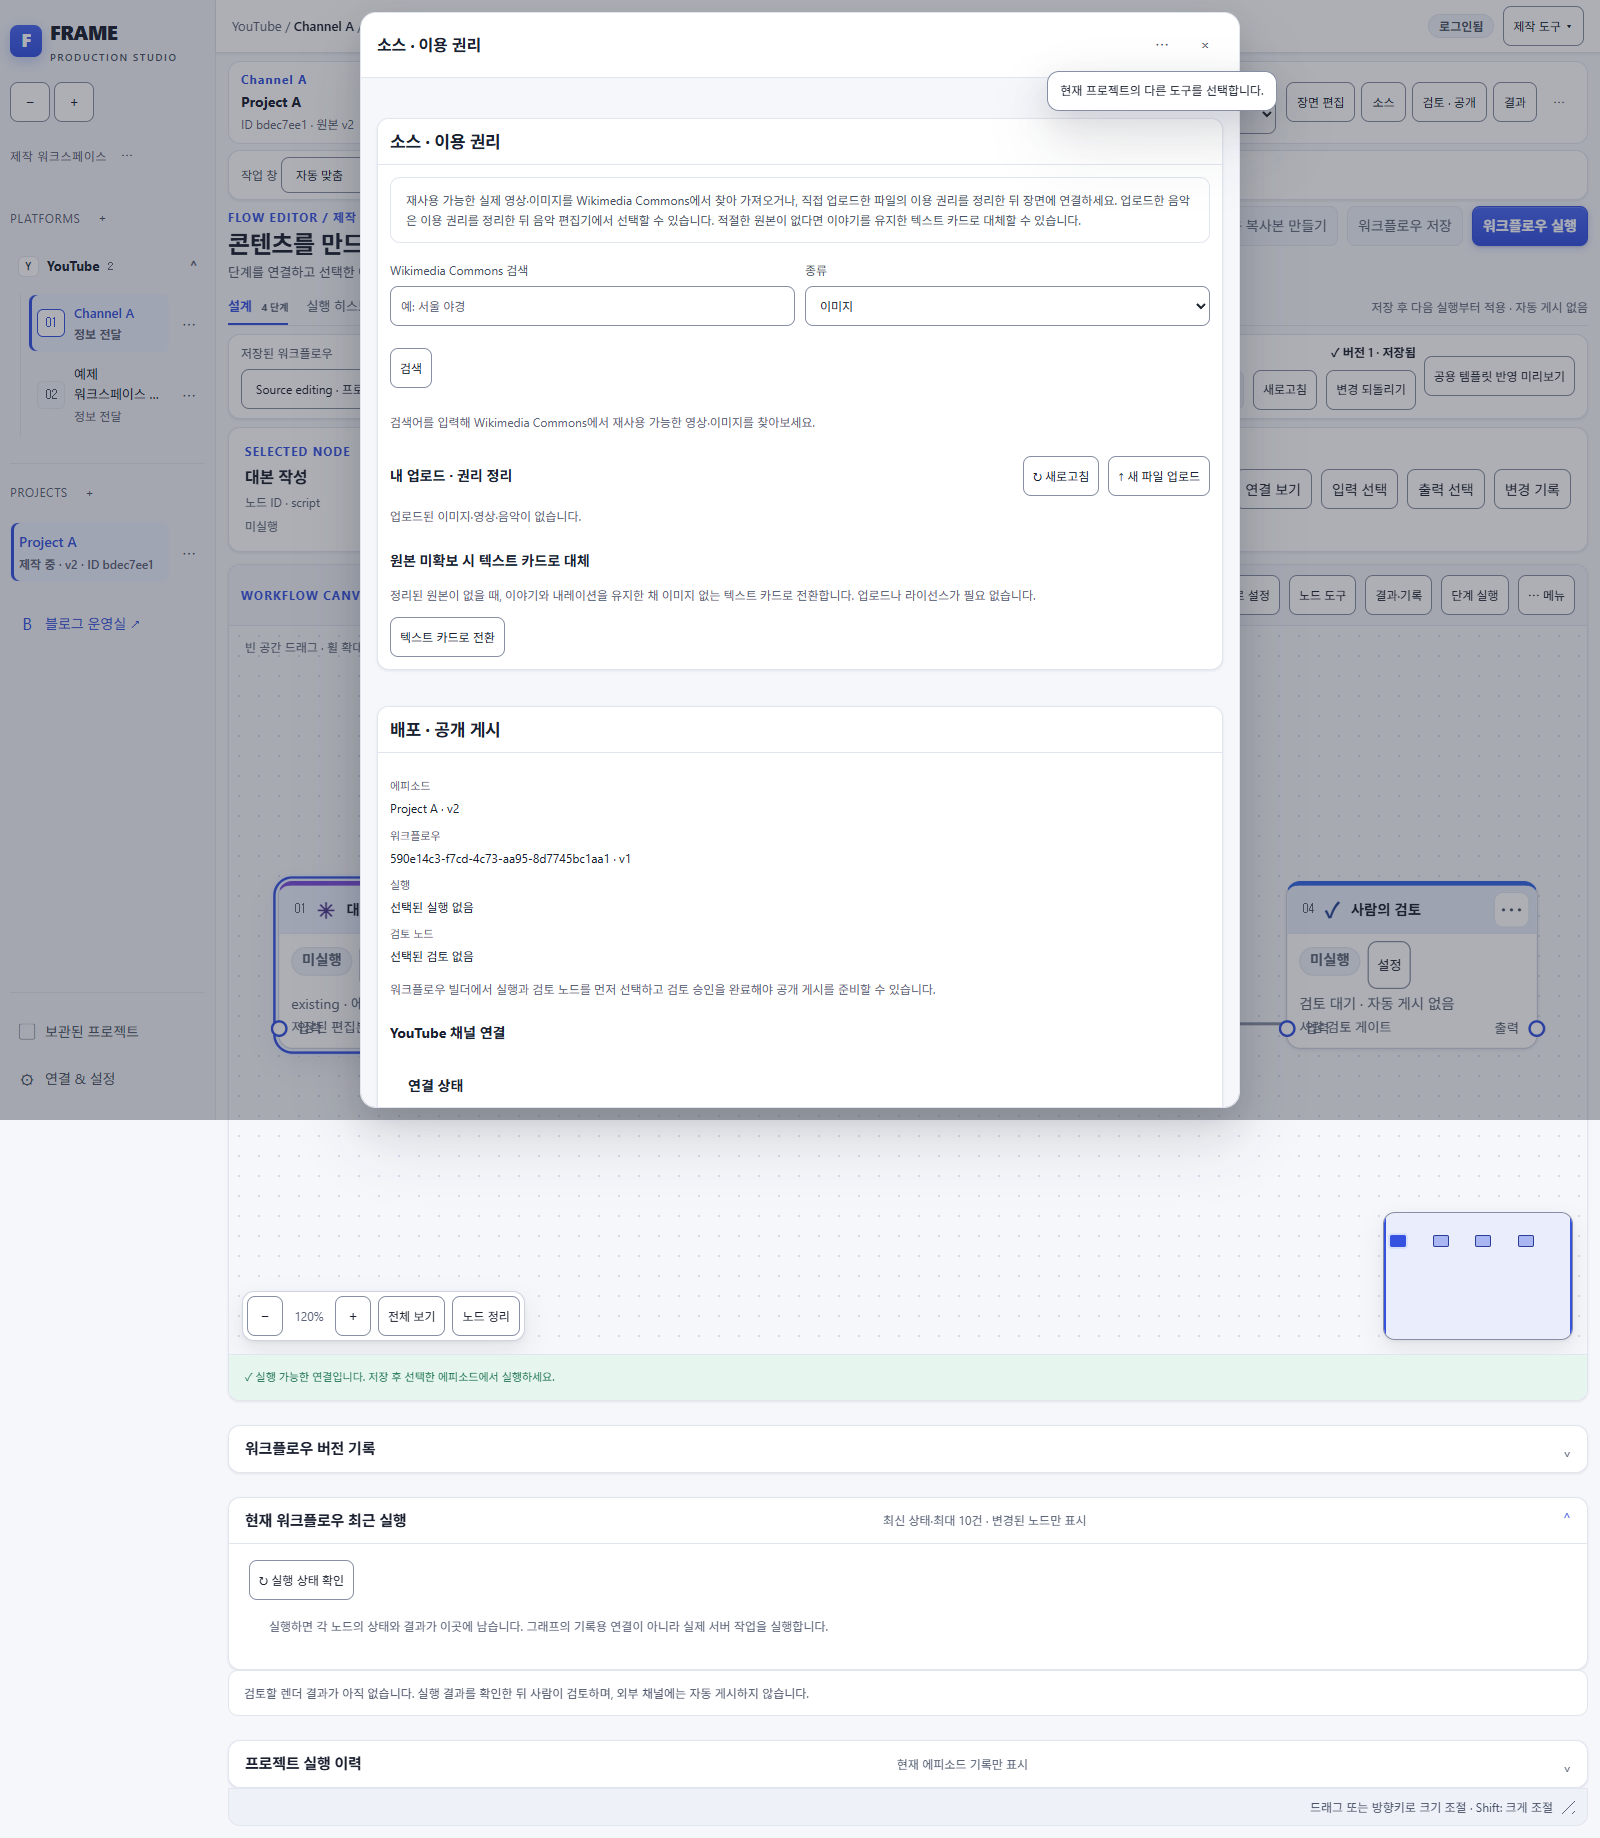 F
FRAME
PRODUCTION STUDIO
−
+
제작 워크스페이스 ···
PLATFORMS +
Y YouTube 2 ^
01
Channel A
정보 전달
···
02
예제
워크스페이스 ...
정보 전달
···
PROJECTS +
Project A
제작 중 · v2 · ID bdec7ee1
···
B 블로그 운영실 ↗
보관된 프로젝트
연결 & 설정
YouTube / Channel A /
로그인됨
제작 도구
Channel A
Project A
ID bdec7ee1 · 원본 v2
장면 편집
소스
검토 · 공개
결과
···
작업 창 자동 맞춤
FLOW EDITOR / 제작
콘텐츠를 만드
복사본 만들기
워크플로우 저장
워크플로우 실행
설계 4 단계
저장 후 다음 실행부터 적용 · 자동 게시 없음
저장된 워크플로우
Source editing · 프로
✓ 버전 1 · 저장됨
새로고침
변경 되돌리기
공용 템플릿 반영 미리보기
SELECTED NODE
대본 작성
노드 ID · script
미실행
연결 보기
입력 선택
출력 선택
변경 기록
WORKFLOW CANV
설정
노드 도구
결과·기록
단계 실행
··· 메뉴
빈 공간 드래그 · 휠 확대
01
미실행
04 ✓ 사람의 검토 ···
미실행
설정
검토 대기 · 자동 게시 없음
출력
소스 · 이용 권리
··· ×
현재 프로젝트의 다른 도구를 선택합니다.
소스 · 이용 권리
재사용 가능한 실제 영상·이미지를 Wikimedia Commons에서 찾아 가져오거나, 직접 업로드한 파일의 이용 권리를 정리한 뒤 장면에 연결하세요. 업로드한 음악
은 이용 권리를 정리한 뒤 음악 편집기에서 선택할 수 있습니다. 적절한 원본이 없다면 이야기를 유지한 텍스트 카드로 대체할 수 있습니다.
Wikimedia Commons 검색
예: 서울 야경
종류
이미지
검색
검색어를 입력해 Wikimedia Commons에서 재사용 가능한 영상·이미지를 찾아보세요.
내 업로드 · 권리 정리
↻ 새로고침
↑ 새 파일 업로드
업로드된 이미지·영상·음악이 없습니다.
원본 미확보 시 텍스트 카드로 대체
정리된 원본이 없을 때, 이야기와 내레이션을 유지한 채 이미지 없는 텍스트 카드로 전환합니다. 업로드나 라이선스가 필요 없습니다.
텍스트 카드로 전환
배포 · 공개 게시
에피소드
Project A · v2
워크플로우
590e14c3-f7cd-4c73-aa95-8d7745bc1aa1 · v1
실행
선택된 실행 없음
검토 노드
선택된 검토 없음
워크플로우 빌더에서 실행과 검토 노드를 먼저 선택하고 검토 승인을 완료해야 공개 게시를 준비할 수 있습니다.
YouTube 채널 연결
연결 상태
−
120%
+
전체 보기
노드 정리
✓ 실행 가능한 연결입니다. 저장 후 선택한 에피소드에서 실행하세요.
워크플로우 버전 기록 v
현재 워크플로우 최근 실행
최신 상태·최대 10건 · 변경된 노드만 표시 ^
↻ 실행 상태 확인
실행하면 각 노드의 상태와 결과가 이곳에 남습니다. 그래프의 기록용 연결이 아니라 실제 서버 작업을 실행합니다.
검토할 렌더 결과가 아직 없습니다. 실행 결과를 확인한 뒤 사람이 검토하며, 외부 채널에는 자동 게시하지 않습니다.
프로젝트 실행 이력
현재 에피소드 기록만 표시 v
드래그 또는 방향키로 크기 조절 · Shift: 크게 조절